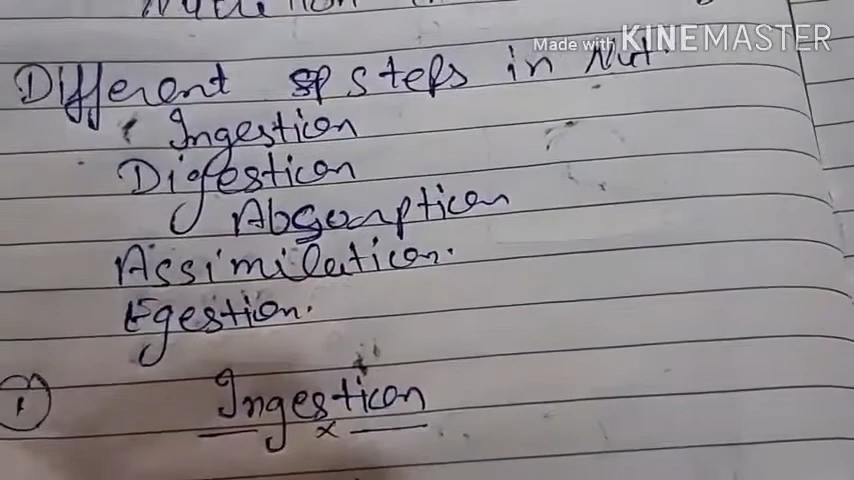 Made with KINEMASTER
Different steps in Nut.
Ingestion
Digestion
Absorption
Assimilation.
Egestion.
1 Ingestion